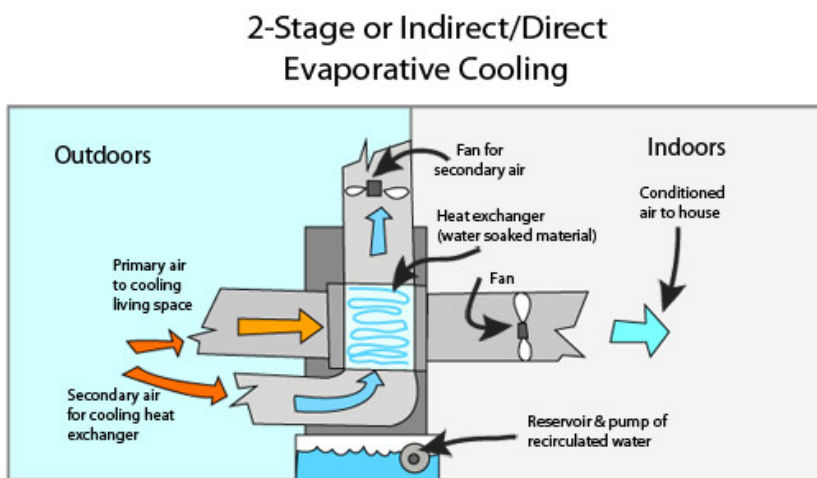 2-Stage or Indirect/Direct
Evaporative Cooling
Outdoors
Indoors
Fan for
secondary air
Conditioned
air to house
Heat exchanger
(water soaked material)
Fan
Primary air
to cooling
living space
Secondary air
for cooling heat
exchanger
Reservoir & pump of
recirculated water